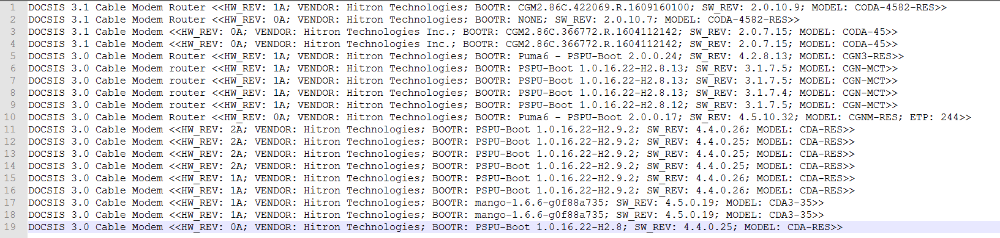 1 DOCSIS 3.1 Cable Modem Router <<HW_REV: 1A; VENDOR: Hitron Technologies; BOOTR: CGM2.86C.422069.R.1609160100; SW_REV: 2.0.10.9; MODEL: CODA-4582-RES>>
2 DOCSIS 3.1 Cable Modem Router <<HW_REV: 0A; VENDOR: Hitron Technologies; BOOTR: NONE; SW_REV: 2.0.10.7; MODEL: CODA-4582-RES>>
3 DOCSIS 3.1 Cable Modem <<HW_REV: 0A; VENDOR: Hitron Technologies Inc.; BOOTR: CGM2.86C.366772.R.1604112142; SW_REV: 2.0.7.15; MODEL: CODA-45>>
4 DOCSIS 3.1 Cable Modem <<HW_REV: 0A; VENDOR: Hitron Technologies Inc.; BOOTR: CGM2.86C.366772.R.1604112142; SW_REV: 2.0.7.15; MODEL: CODA-45>>
5 DOCSIS 3.0 Cable Modem Router <<HW_REV: 1A; VENDOR: Hitron Technologies; BOOTR: Puma6 - PSPU-Boot 2.0.0.24; SW_REV: 4.2.8.13; MODEL: CGN3-RES>>
6 DOCSIS 3.0 Cable Modem router <<HW_REV: 1A; VENDOR: Hitron Technologies; BOOTR: PSPU-Boot 1.0.16.22-H2.8.13; SW_REV: 3.1.7.5; MODEL: CGN-MCT>>
7 DOCSIS 3.0 Cable Modem router <<HW_REV: 1A; VENDOR: Hitron Technologies; BOOTR: PSPU-Boot 1.0.16.22-H2.8.13; SW_REV: 3.1.7.5; MODEL: CGN-MCT>>
8 DOCSIS 3.0 Cable Modem router <<HW_REV: 1A; VENDOR: Hitron Technologies; BOOTR: PSPU-Boot 1.0.16.22-H2.8.13; SW_REV: 3.1.7.4; MODEL: CGN-MCT>>
9 DOCSIS 3.0 Cable Modem router <<HW_REV: 1A; VENDOR: Hitron Technologies; BOOTR: PSPU-Boot 1.0.16.22-H2.8.12; SW_REV: 3.1.7.5; MODEL: CGN-MCT>>
10 DOCSIS 3.0 Cable Modem Router <<HW_REV: 0A; VENDOR: Hitron Technologies; BOOTR: Puma6 - PSPU-Boot 2.0.0.17; SW_REV: 4.5.10.32; MODEL: CGNM-RES; ETP: 244>>
11 DOCSIS 3.0 Cable Modem <<HW_REV: 2A; VENDOR: Hitron Technologies; BOOTR: PSPU-Boot 1.0.16.22-H2.9.2; SW_REV: 4.4.0.26; MODEL: CDA-RES>>
12 DOCSIS 3.0 Cable Modem <<HW_REV: 2A; VENDOR: Hitron Technologies; BOOTR: PSPU-Boot 1.0.16.22-H2.9.2; SW_REV: 4.4.0.25; MODEL: CDA-RES>>
13 DOCSIS 3.0 Cable Modem <<HW_REV: 2A; VENDOR: Hitron Technologies; BOOTR: PSPU-Boot 1.0.16.22-H2.9.2; SW_REV: 4.4.0.25; MODEL: CDA-RES>>
14 DOCSIS 3.0 Cable Modem <<HW_REV: 2A; VENDOR: Hitron Technologies; BOOTR: PSPU-Boot 1.0.16.22-H2.9.2; SW_REV: 4.4.0.25; MODEL: CDA-RES>>
15 DOCSIS 3.0 Cable Modem <<HW_REV: 1A; VENDOR: Hitron Technologies; BOOTR: PSPU-Boot 1.0.16.22-H2.9.2; SW_REV: 4.4.0.26; MODEL: CDA-RES>>
16 DOCSIS 3.0 Cable Modem <<HW_REV: 1A; VENDOR: Hitron Technologies; BOOTR: PSPU-Boot 1.0.16.22-H2.9.2; SW_REV: 4.4.0.26; MODEL: CDA-RES>>
17 DOCSIS 3.0 Cable Modem <<HW_REV: 1A; VENDOR: Hitron Technologies; BOOTR: mango-1.6.6-g0f88a735; SW_REV: 4.5.0.19; MODEL: CDA3-35>>
18 DOCSIS 3.0 Cable Modem <<HW_REV: 1A; VENDOR: Hitron Technologies; BOOTR: mango-1.6.6-g0f88a735; SW_REV: 4.5.0.19; MODEL: CDA3-35>>
19 DOCSIS 3.0 Cable Modem <<HW_REV: 0A; VENDOR: Hitron Technologies; BOOTR: PSPU-Boot 1.0.16.22-H2.8; SW_REV: 4.4.0.25; MODEL: CDA-RES>>